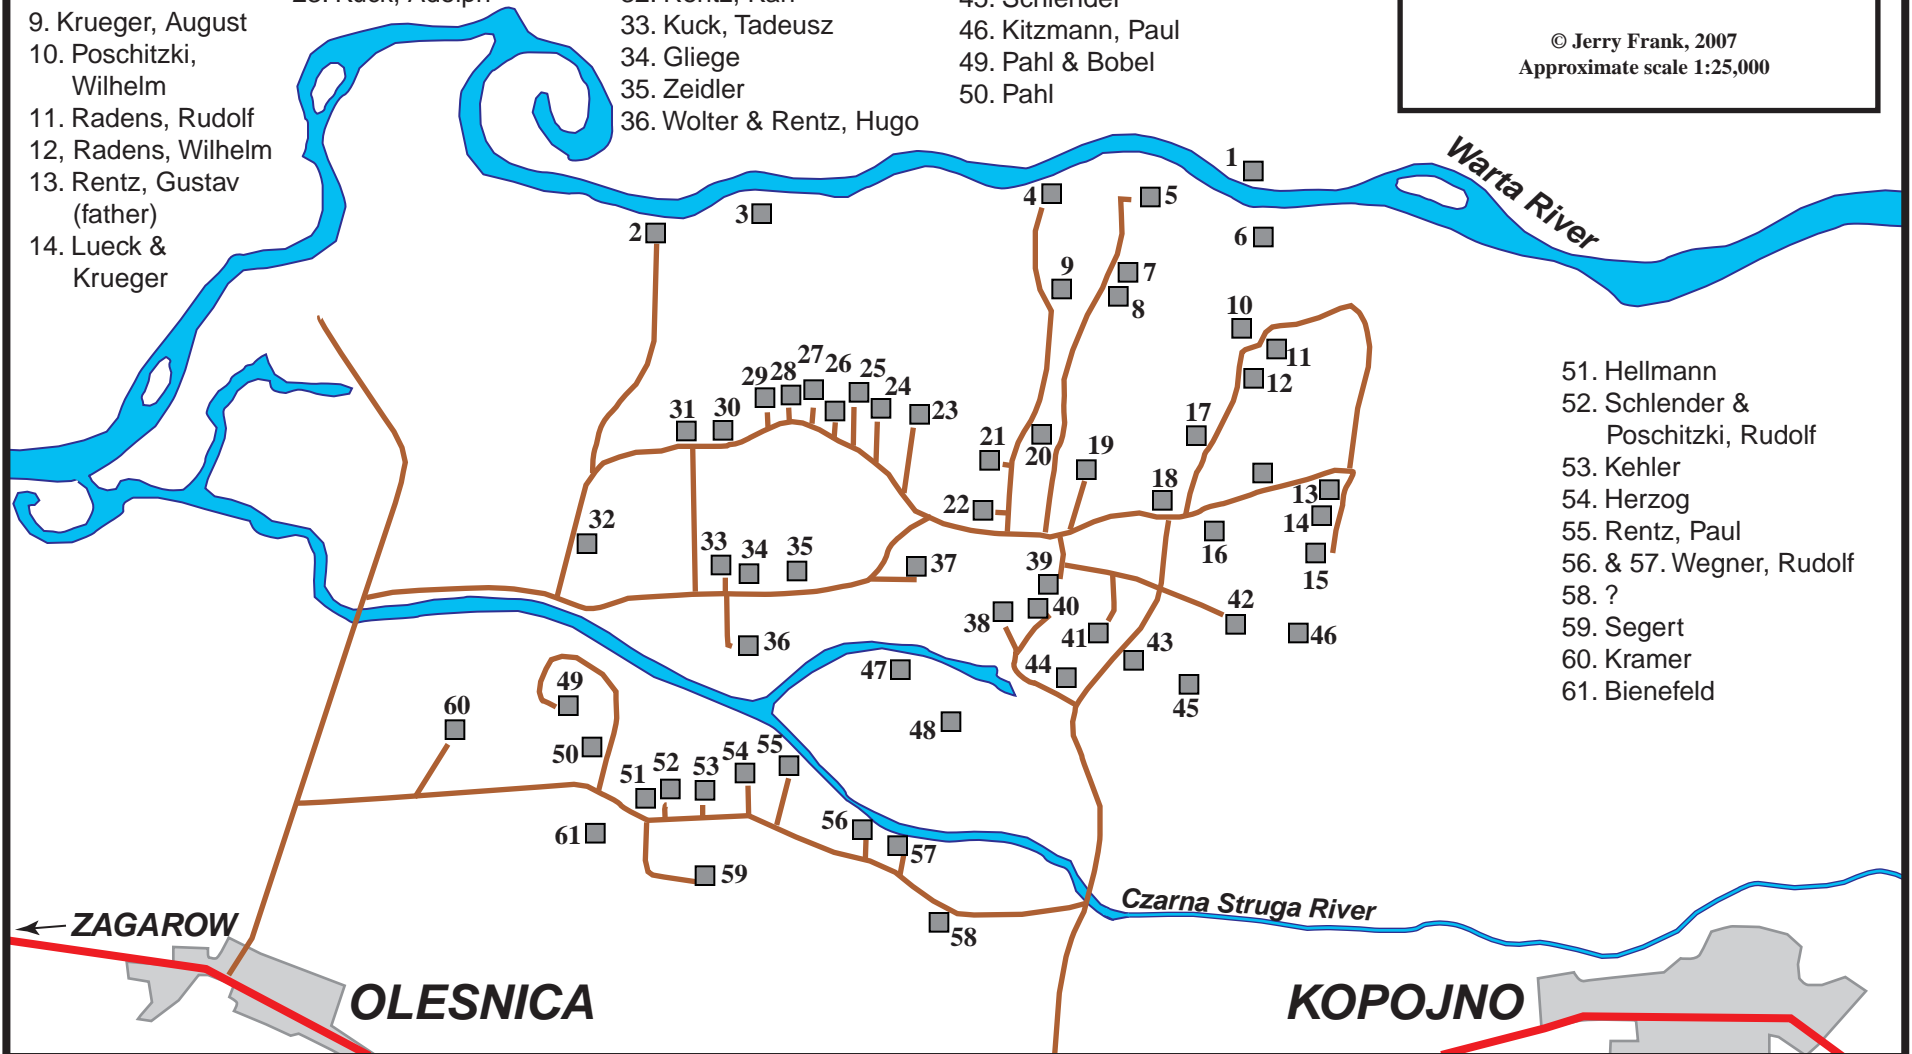 9. Krueger, August
10. Poschitzki,
Wilhelm
11. Radens, Rudolf
12, Radens, Wilhelm
13. Rentz, Gustav
(father)
14. Lueck &
Krueger
33. Kuck, Tadeusz
34. Gliege
35. Zeidler
36. Wolter & Rentz, Hugo
45. Schlender
46. Kitzmann, Paul
49. Pahl & Bobel
50. Pahl
© Jerry Frank, 2007
Approximate scale 1:25,000
Warta River
1
2
3
4
5
6
7
8
9
10
11
12
13
14
15
16
17
18
19
20
21
22
23
24
25
26
27
28
29
30
31
32
33
34
35
36
37
38
39
40
41
42
43
44
45
46
47
48
49
50
51
52
53
54
55
56
57
58
59
60
61
51. Hellmann
52. Schlender &
Poschitzki, Rudolf
53. Kehler
54. Herzog
55. Rentz, Paul
56. & 57. Wegner, Rudolf
58. ?
59. Segert
60. Kramer
61. Bienefeld
Czarna Struga River
ZAGAROW
OLESNICA
KOPOJNO